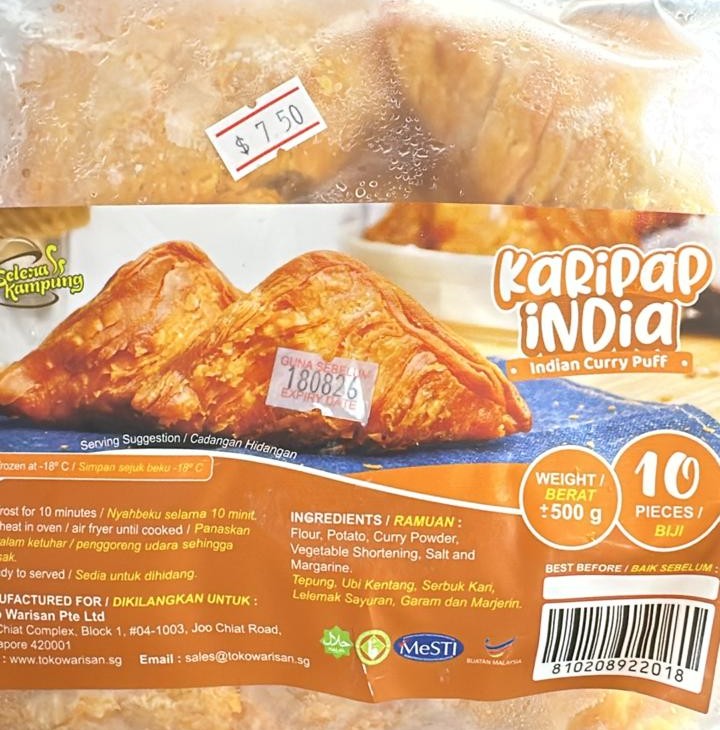 $ 7.50
Selera
Kampung
KARIPAP
INDIA
Indian Curry Puff
GUNA SEBELUM
180826
EXPIRY DATE
Serving Suggestion / Cadangan Hidangan
frozen at -18° C / Simpan sejuk beku -18° C
rost for 10 minutes / Nyahbeku selama 10 minit.
heat in oven / air fryer until cooked / Panaskan
alam ketuhar / penggoreng udara sehingga
sak.
dy to served / Sedia untuk dihidang.
UFACTURED FOR / DIKILANGKAN UNTUK :
o Warisan Pte Ltd
Chiat Complex, Block 1, #04-1003, Joo Chiat Road,
apore 420001
: www.tokowarisan.sg Email : sales@tokowarisan.sg
INGREDIENTS / RAMUAN :
Flour, Potato, Curry Powder,
Vegetable Shortening, Salt and
Margarine.
Tepung, Ubi Kentang, Serbuk Kari,
Lelemak Sayuran, Garam dan Marjerin.
MeSTI
BUATAN MALAYSIA
WEIGHT /
BERAT
±500 g
10
PIECES /
BIJI
BEST BEFORE / BAIK SEBELUM :
810208922018